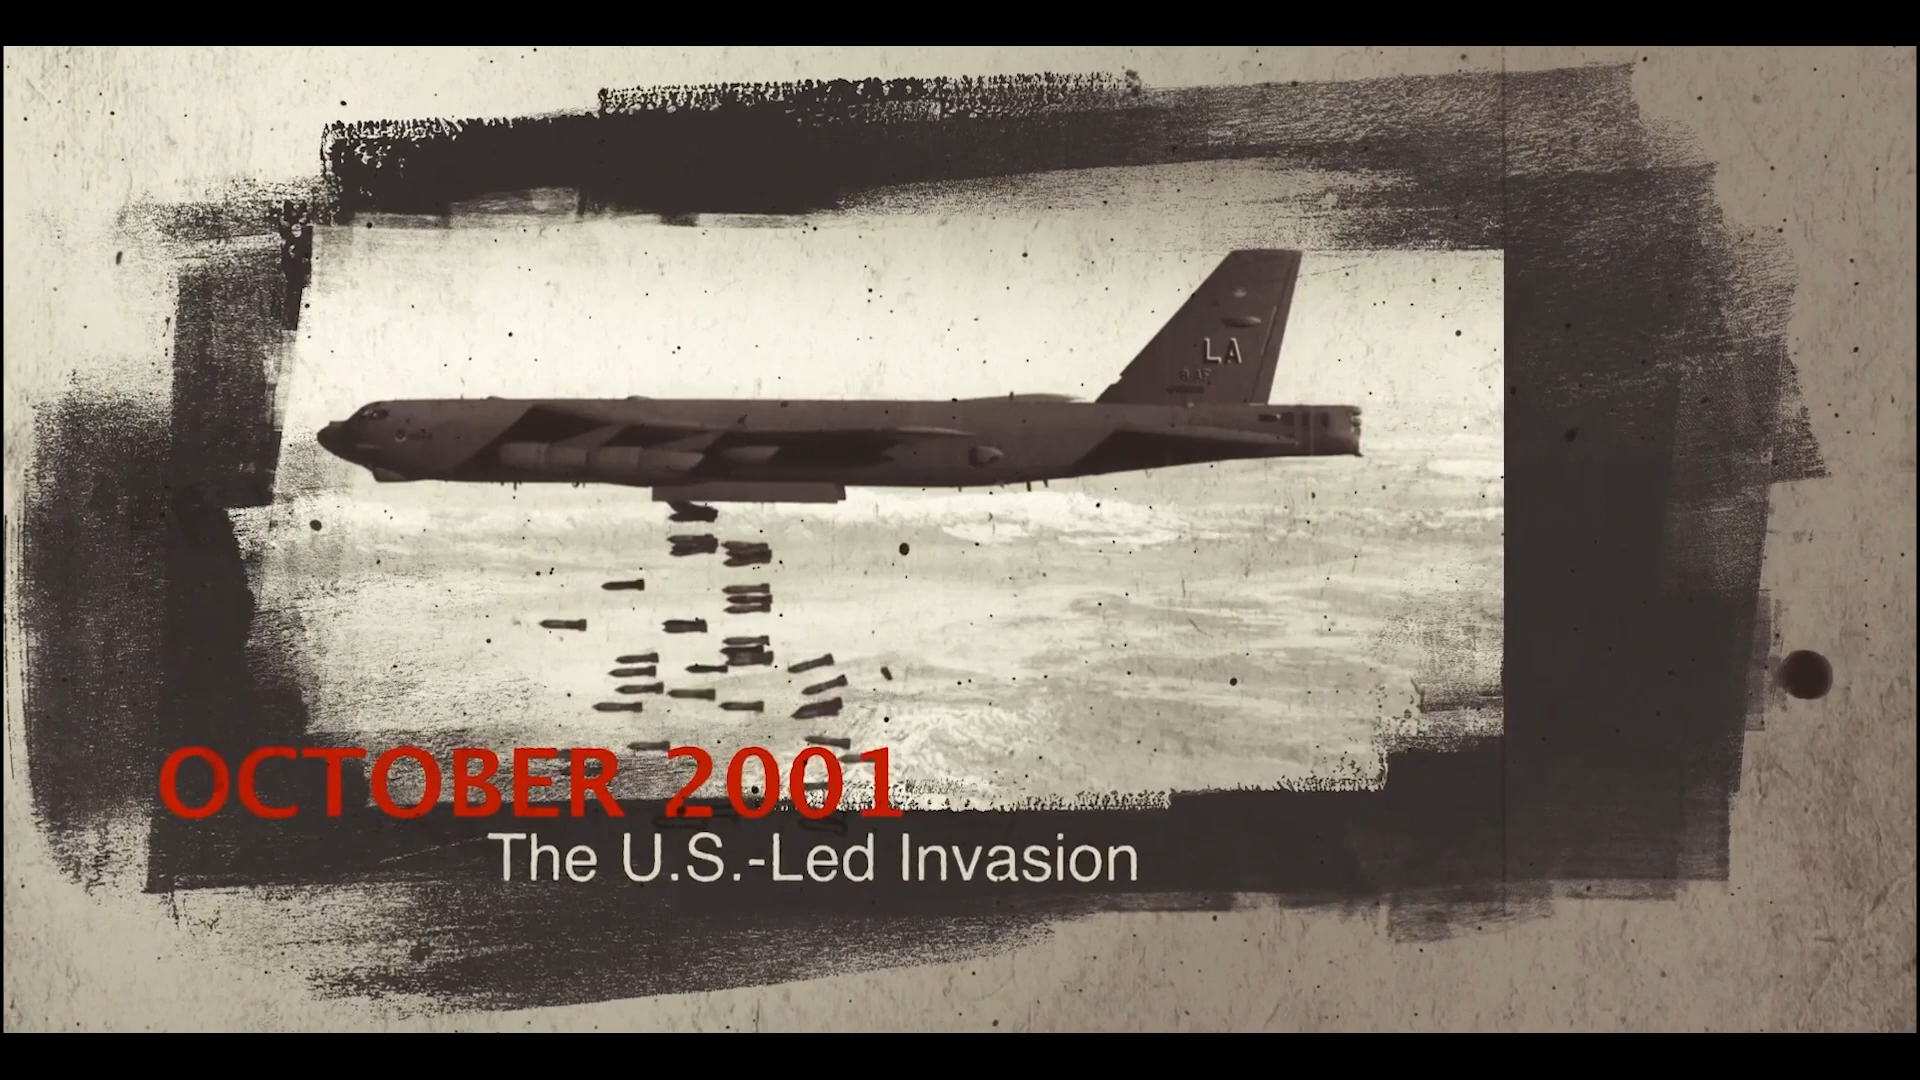 LA
OCTOBER 2001
The U.S.-Led Invasion